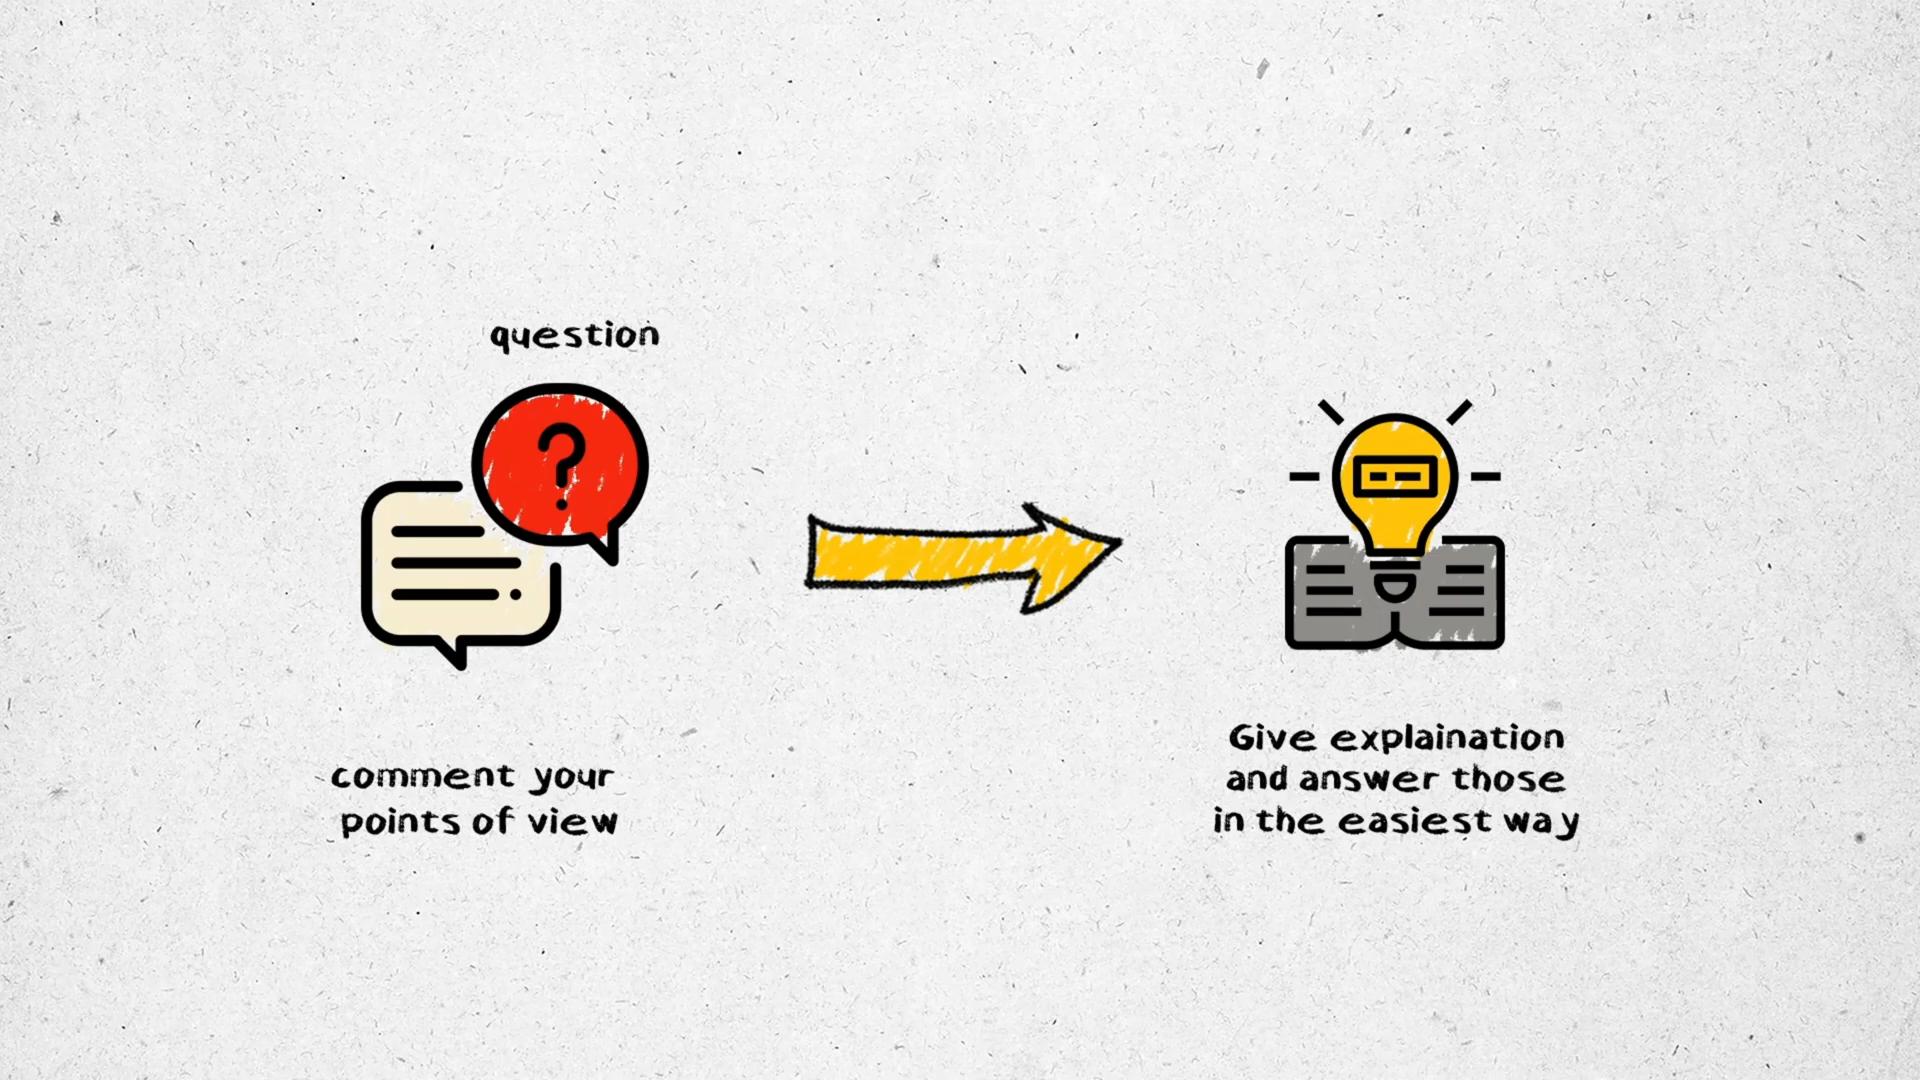 question
?
comment your
points of view
Give explaination
and answer those
in the easiest way